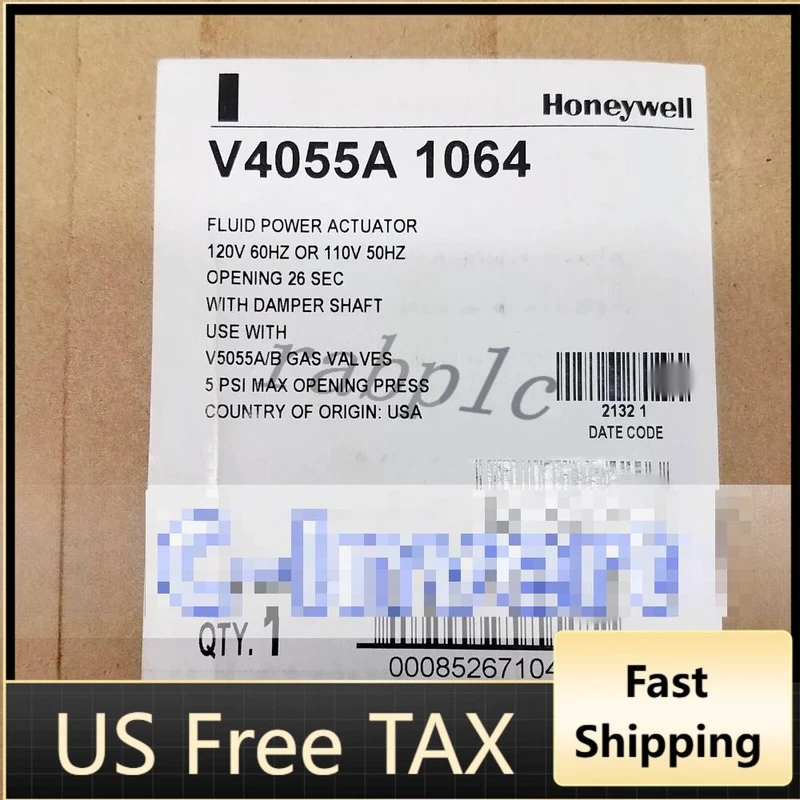 Honeywell
V4055A 1064
FLUID POWER ACTUATOR
120V 60HZ OR 110V 50HZ
OPENING 26 SEC
WITH DAMPER SHAFT
USE WITH
V5055A/B GAS VALVES
5 PSI MAX OPENING PRESS
COUNTRY OF ORIGIN: USA
rabplc
2132 1
DATE CODE
QTY. 1
00085267104
US Free TAX
Fast
Shipping